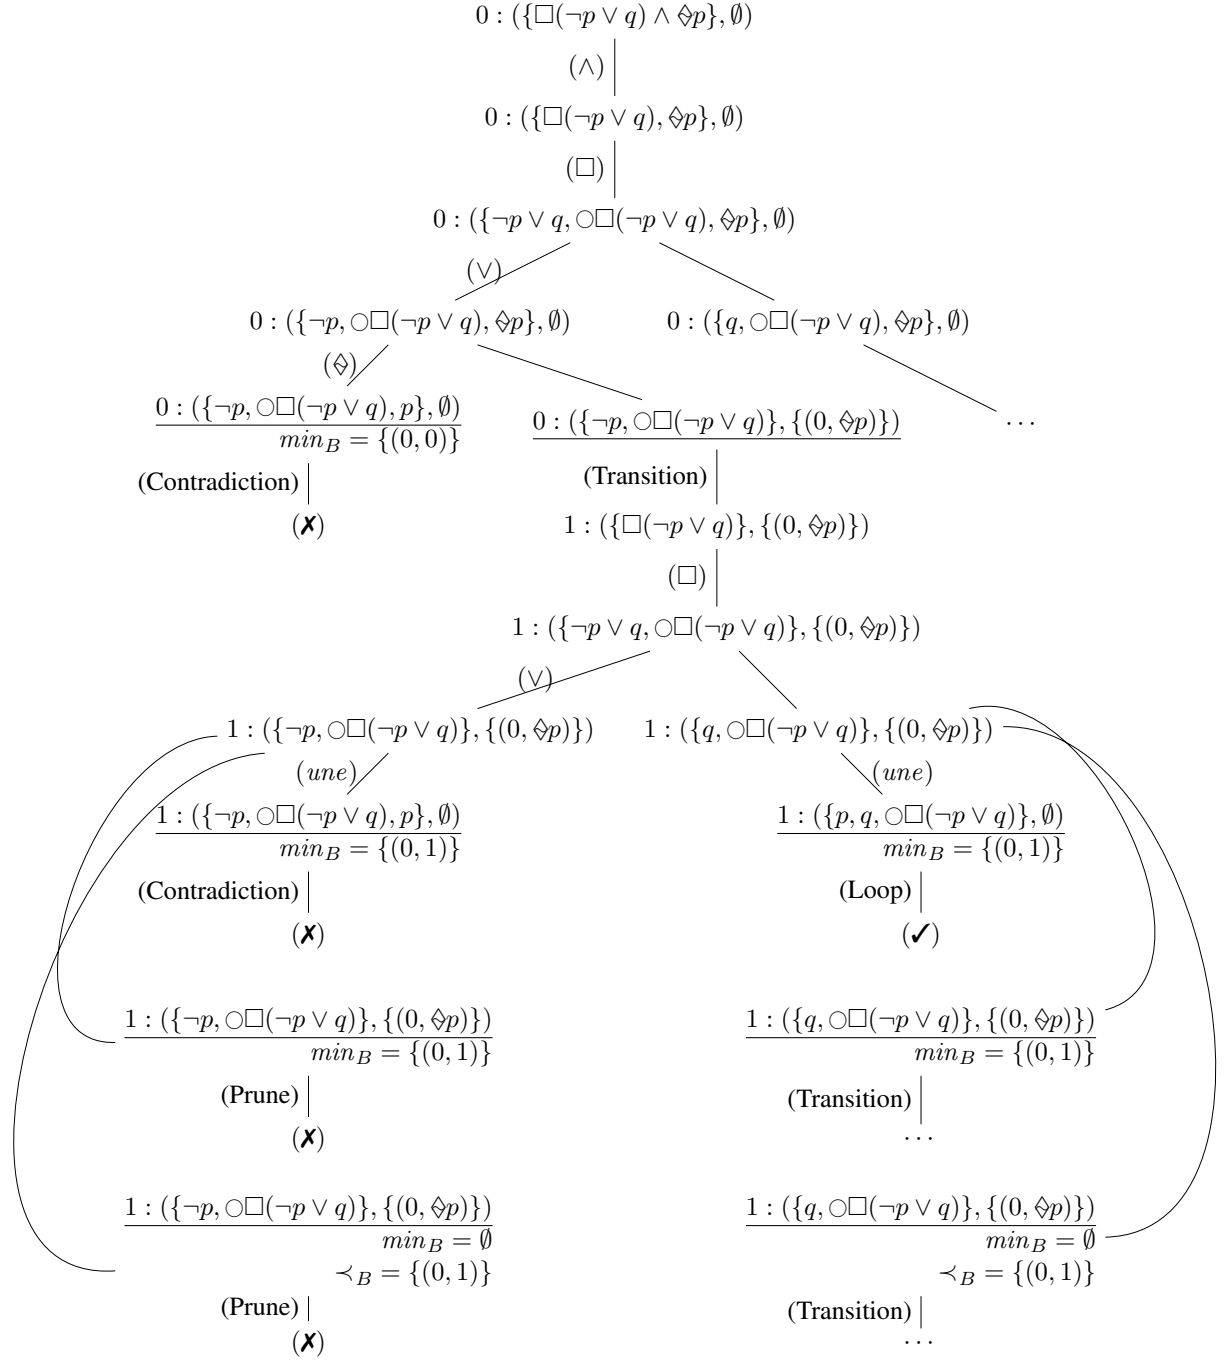 0 : ({□(¬p ∨ q) ∧ ⟐p}, ∅)
(∧)
0 : ({□(¬p ∨ q), ⟐p}, ∅)
(□)
0 : ({¬p ∨ q, ○□(¬p ∨ q), ⟐p}, ∅)
(∨)
0 : ({¬p, ○□(¬p ∨ q), ⟐p}, ∅) 0 : ({q, ○□(¬p ∨ q), ⟐p}, ∅)
(⟐)
0 : ({¬p, ○□(¬p ∨ q), p}, ∅)
min_B = {(0, 0)}
0 : ({¬p, ○□(¬p ∨ q)}, {(0, ⟐p)})
...
(Contradiction) (Transition)
(✗) 1 : ({□(¬p ∨ q)}, {(0, ⟐p)})
(□)
1 : ({¬p ∨ q, ○□(¬p ∨ q)}, {(0, ⟐p)})
(∨)
1 : ({¬p, ○□(¬p ∨ q)}, {(0, ⟐p)}) 1 : ({q, ○□(¬p ∨ q)}, {(0, ⟐p)})
(une) (une)
1 : ({¬p, ○□(¬p ∨ q), p}, ∅) 1 : ({p, q, ○□(¬p ∨ q)}, ∅)
min_B = {(0, 1)} min_B = {(0, 1)}
(Contradiction) (Loop)
(✗) (✓)
1 : ({¬p, ○□(¬p ∨ q)}, {(0, ⟐p)}) 1 : ({q, ○□(¬p ∨ q)}, {(0, ⟐p)})
min_B = {(0, 1)} min_B = {(0, 1)}
(Prune) (Transition)
(✗) ...
1 : ({¬p, ○□(¬p ∨ q)}, {(0, ⟐p)}) 1 : ({q, ○□(¬p ∨ q)}, {(0, ⟐p)})
min_B = ∅ min_B = ∅
≺_B = {(0, 1)} ≺_B = {(0, 1)}
(Prune) (Transition)
(✗) ...